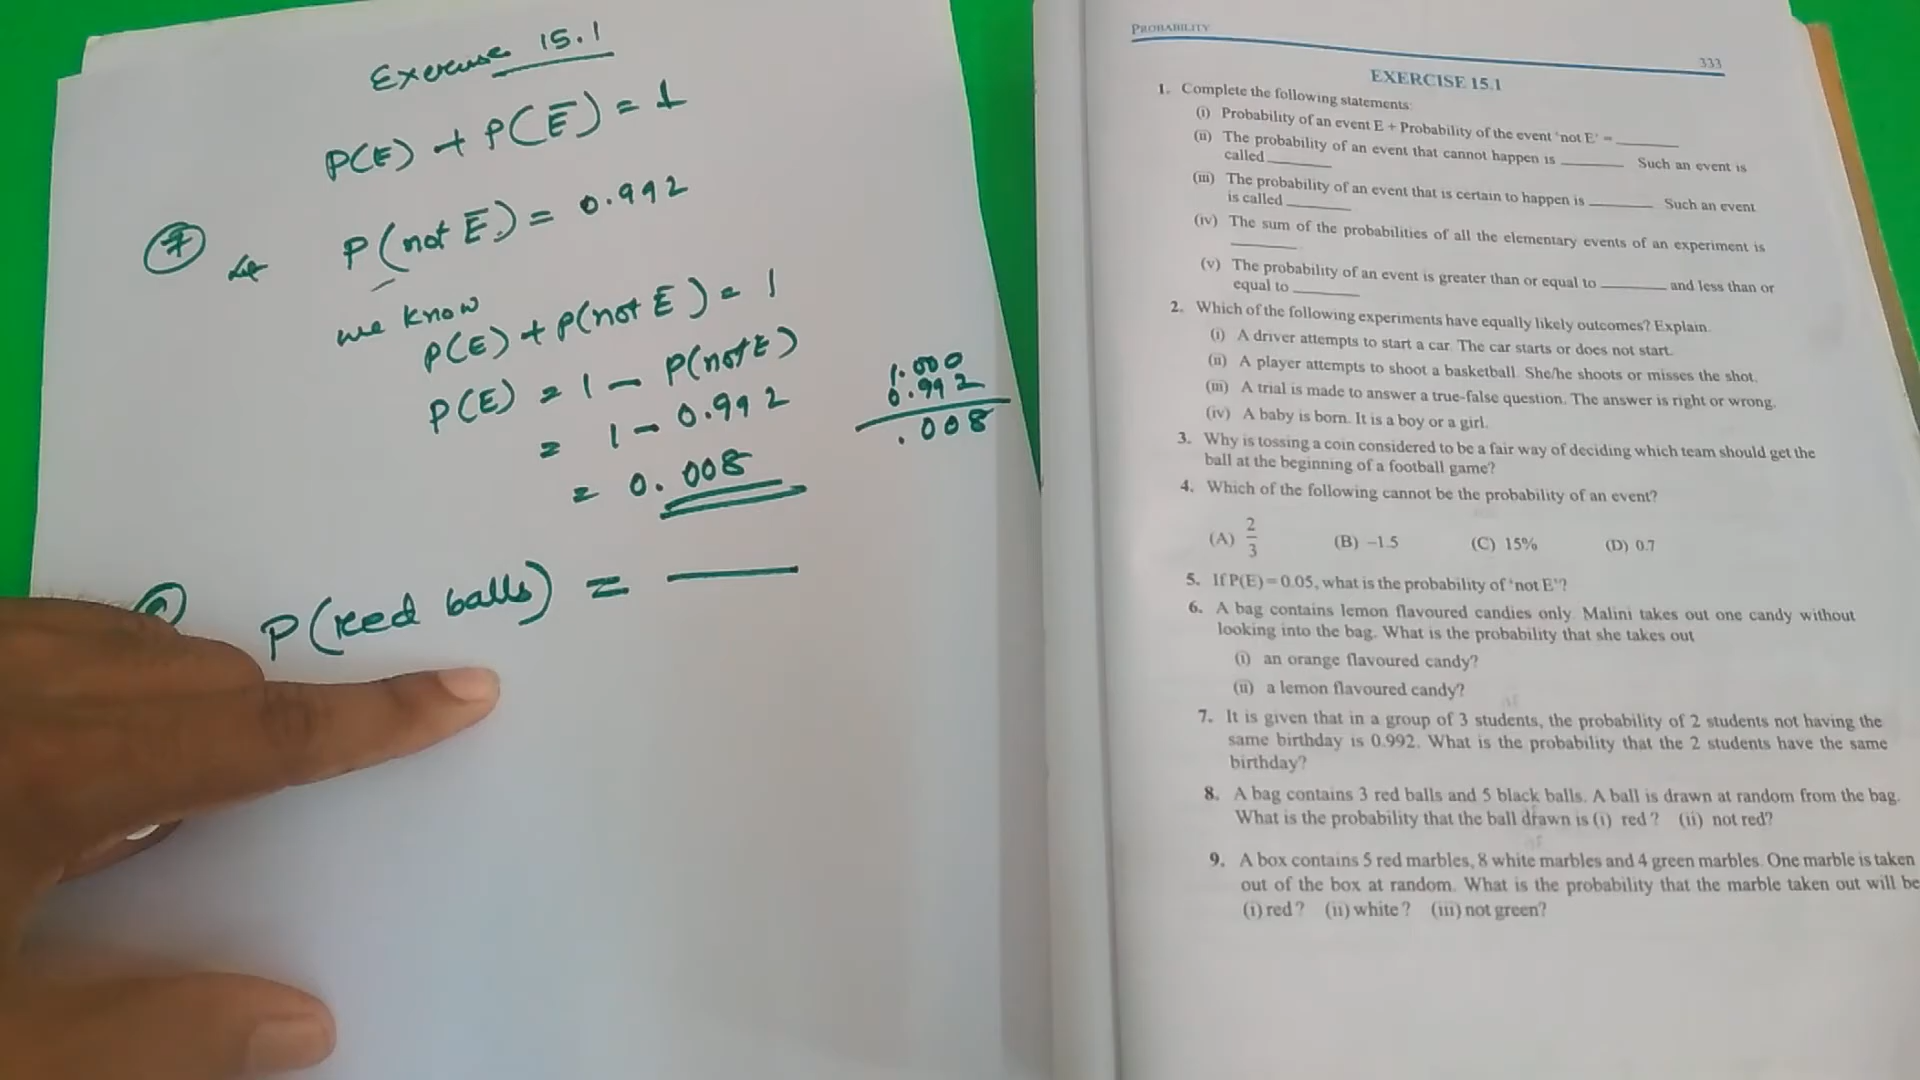 Exercise 15.1
P(E) + P(E̅) = 1
7 Let P(not E) = 0.992
we know
P(E) + P(not E) = 1
P(E) = 1 - P(not E)
= 1 - 0.992
= 0.008
1.000
0.992
.008
P(red balls) =
PROBABILITY
333
EXERCISE 15.1
1. Complete the following statements:
(i) Probability of an event E + Probability of the event ‘not E’ = ______
(ii) The probability of an event that cannot happen is ______ Such an event is
called ______
(iii) The probability of an event that is certain to happen is ______ Such an event
is called ______
(iv) The sum of the probabilities of all the elementary events of an experiment is
______
(v) The probability of an event is greater than or equal to ______ and less than or
equal to ______
2. Which of the following experiments have equally likely outcomes? Explain.
(i) A driver attempts to start a car. The car starts or does not start.
(ii) A player attempts to shoot a basketball. She/he shoots or misses the shot.
(iii) A trial is made to answer a true-false question. The answer is right or wrong.
(iv) A baby is born. It is a boy or a girl.
3. Why is tossing a coin considered to be a fair way of deciding which team should get the
ball at the beginning of a football game?
4. Which of the following cannot be the probability of an event?
(A) 2/3 (B) –1.5 (C) 15% (D) 0.7
5. If P(E) = 0.05, what is the probability of ‘not E’?
6. A bag contains lemon flavoured candies only. Malini takes out one candy without
looking into the bag. What is the probability that she takes out
(i) an orange flavoured candy?
(ii) a lemon flavoured candy?
7. It is given that in a group of 3 students, the probability of 2 students not having the
same birthday is 0.992. What is the probability that the 2 students have the same
birthday?
8. A bag contains 3 red balls and 5 black balls. A ball is drawn at random from the bag.
What is the probability that the ball drawn is (i) red ? (ii) not red?
9. A box contains 5 red marbles, 8 white marbles and 4 green marbles. One marble is taken
out of the box at random. What is the probability that the marble taken out will be
(i) red ? (ii) white ? (iii) not green?